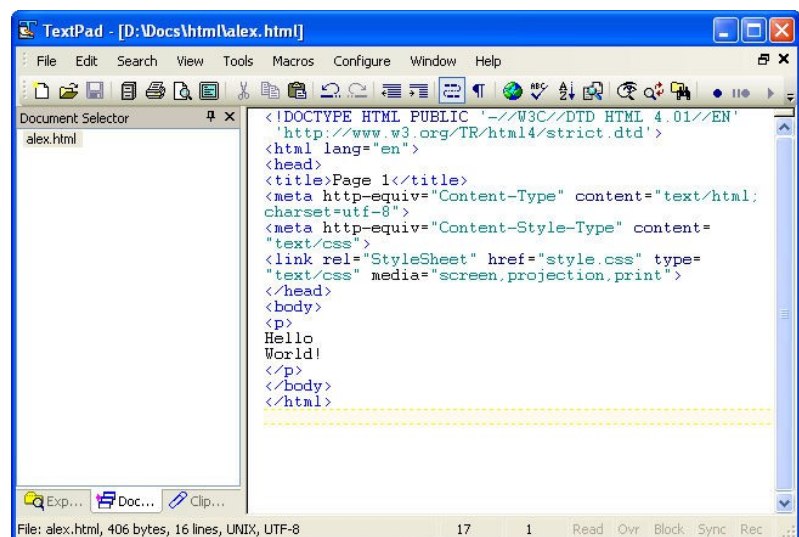 TextPad - [D:\Docs\html\alex.html]
File Edit Search View Tools Macros Configure Window Help
Document Selector
alex.html
<!DOCTYPE HTML PUBLIC '-//W3C//DTD HTML 4.01//EN'
'http://www.w3.org/TR/html4/strict.dtd'>
<html lang="en">
<head>
<title>Page 1</title>
<meta http-equiv="Content-Type" content="text/html;
charset=utf-8">
<meta http-equiv="Content-Style-Type" content=
"text/css">
<link rel="StyleSheet" href="style.css" type=
"text/css" media="screen,projection,print">
</head>
<body>
<p>
Hello
World!
</p>
</body>
</html>
Exp... Doc... Clip...
File: alex.html, 406 bytes, 16 lines, UNIX, UTF-8 17 1 Read Ovr Block Sync Rec